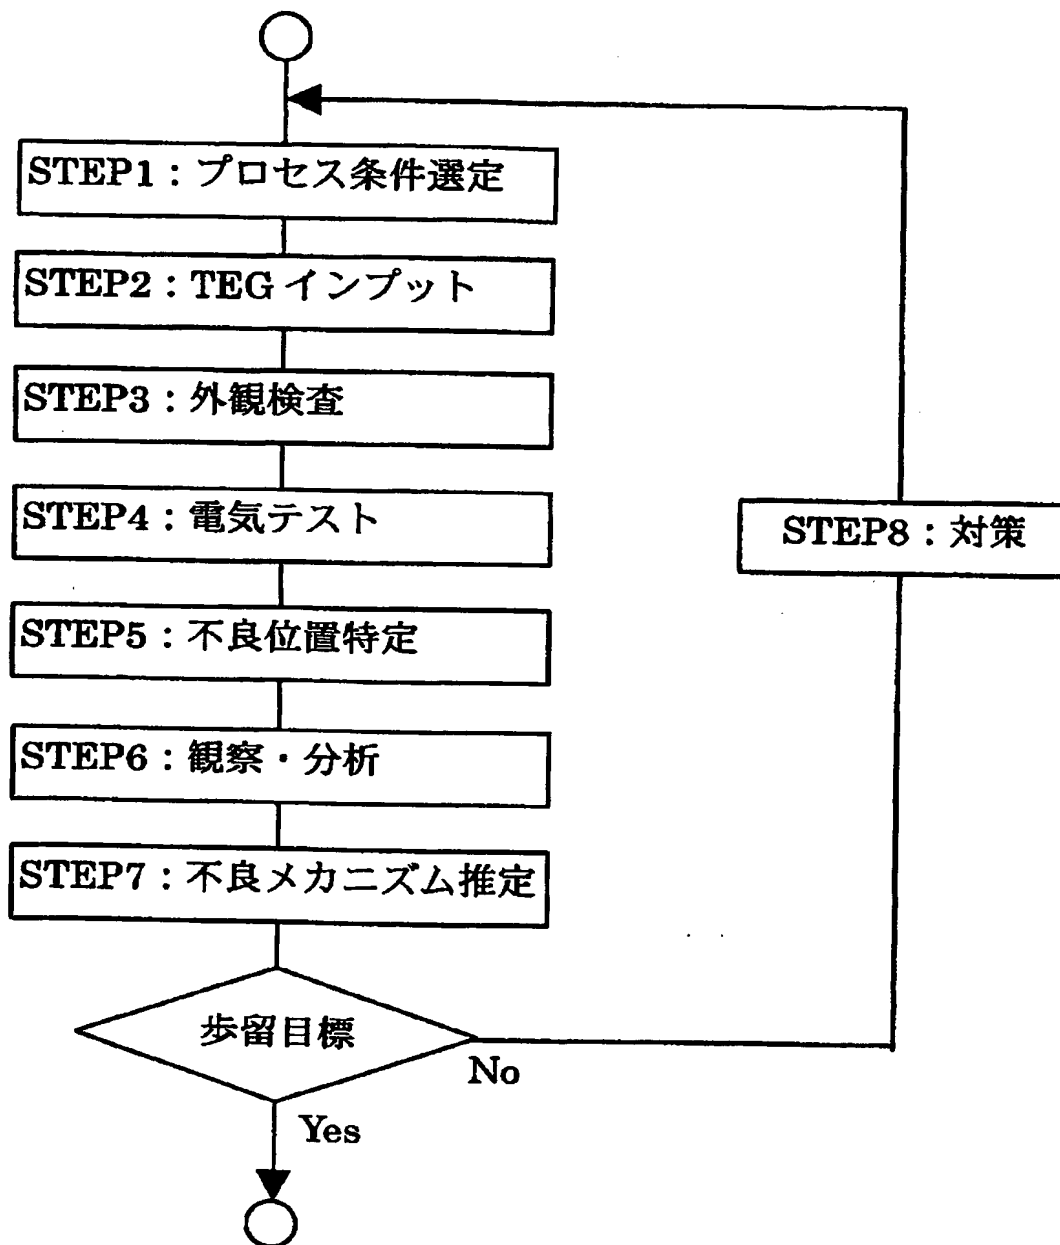 STEP1：プロセス条件選定
STEP2：TEGインプット
STEP3：外観検査
STEP4：電気テスト
STEP8：対策
STEP5：不良位置特定
STEP6：観察・分析
STEP7：不良メカニズム推定
歩留目標
No
Yes